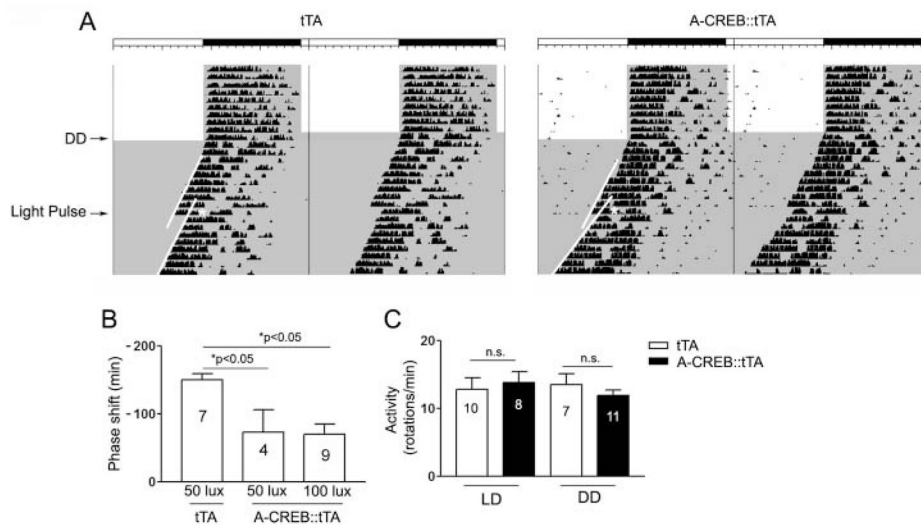 A
tTA
A-CREB::tTA
DD
Light Pulse
B
*p<0.05
*p<0.05
Phase shift (min)
- 200
-100
0
7
4
9
50 lux
50 lux
100 lux
tTA
A-CREB::tTA
C
Activity
(rotations/min)
20
10
0
n.s.
n.s.
10
8
7
11
LD
DD
tTA
A-CREB::tTA